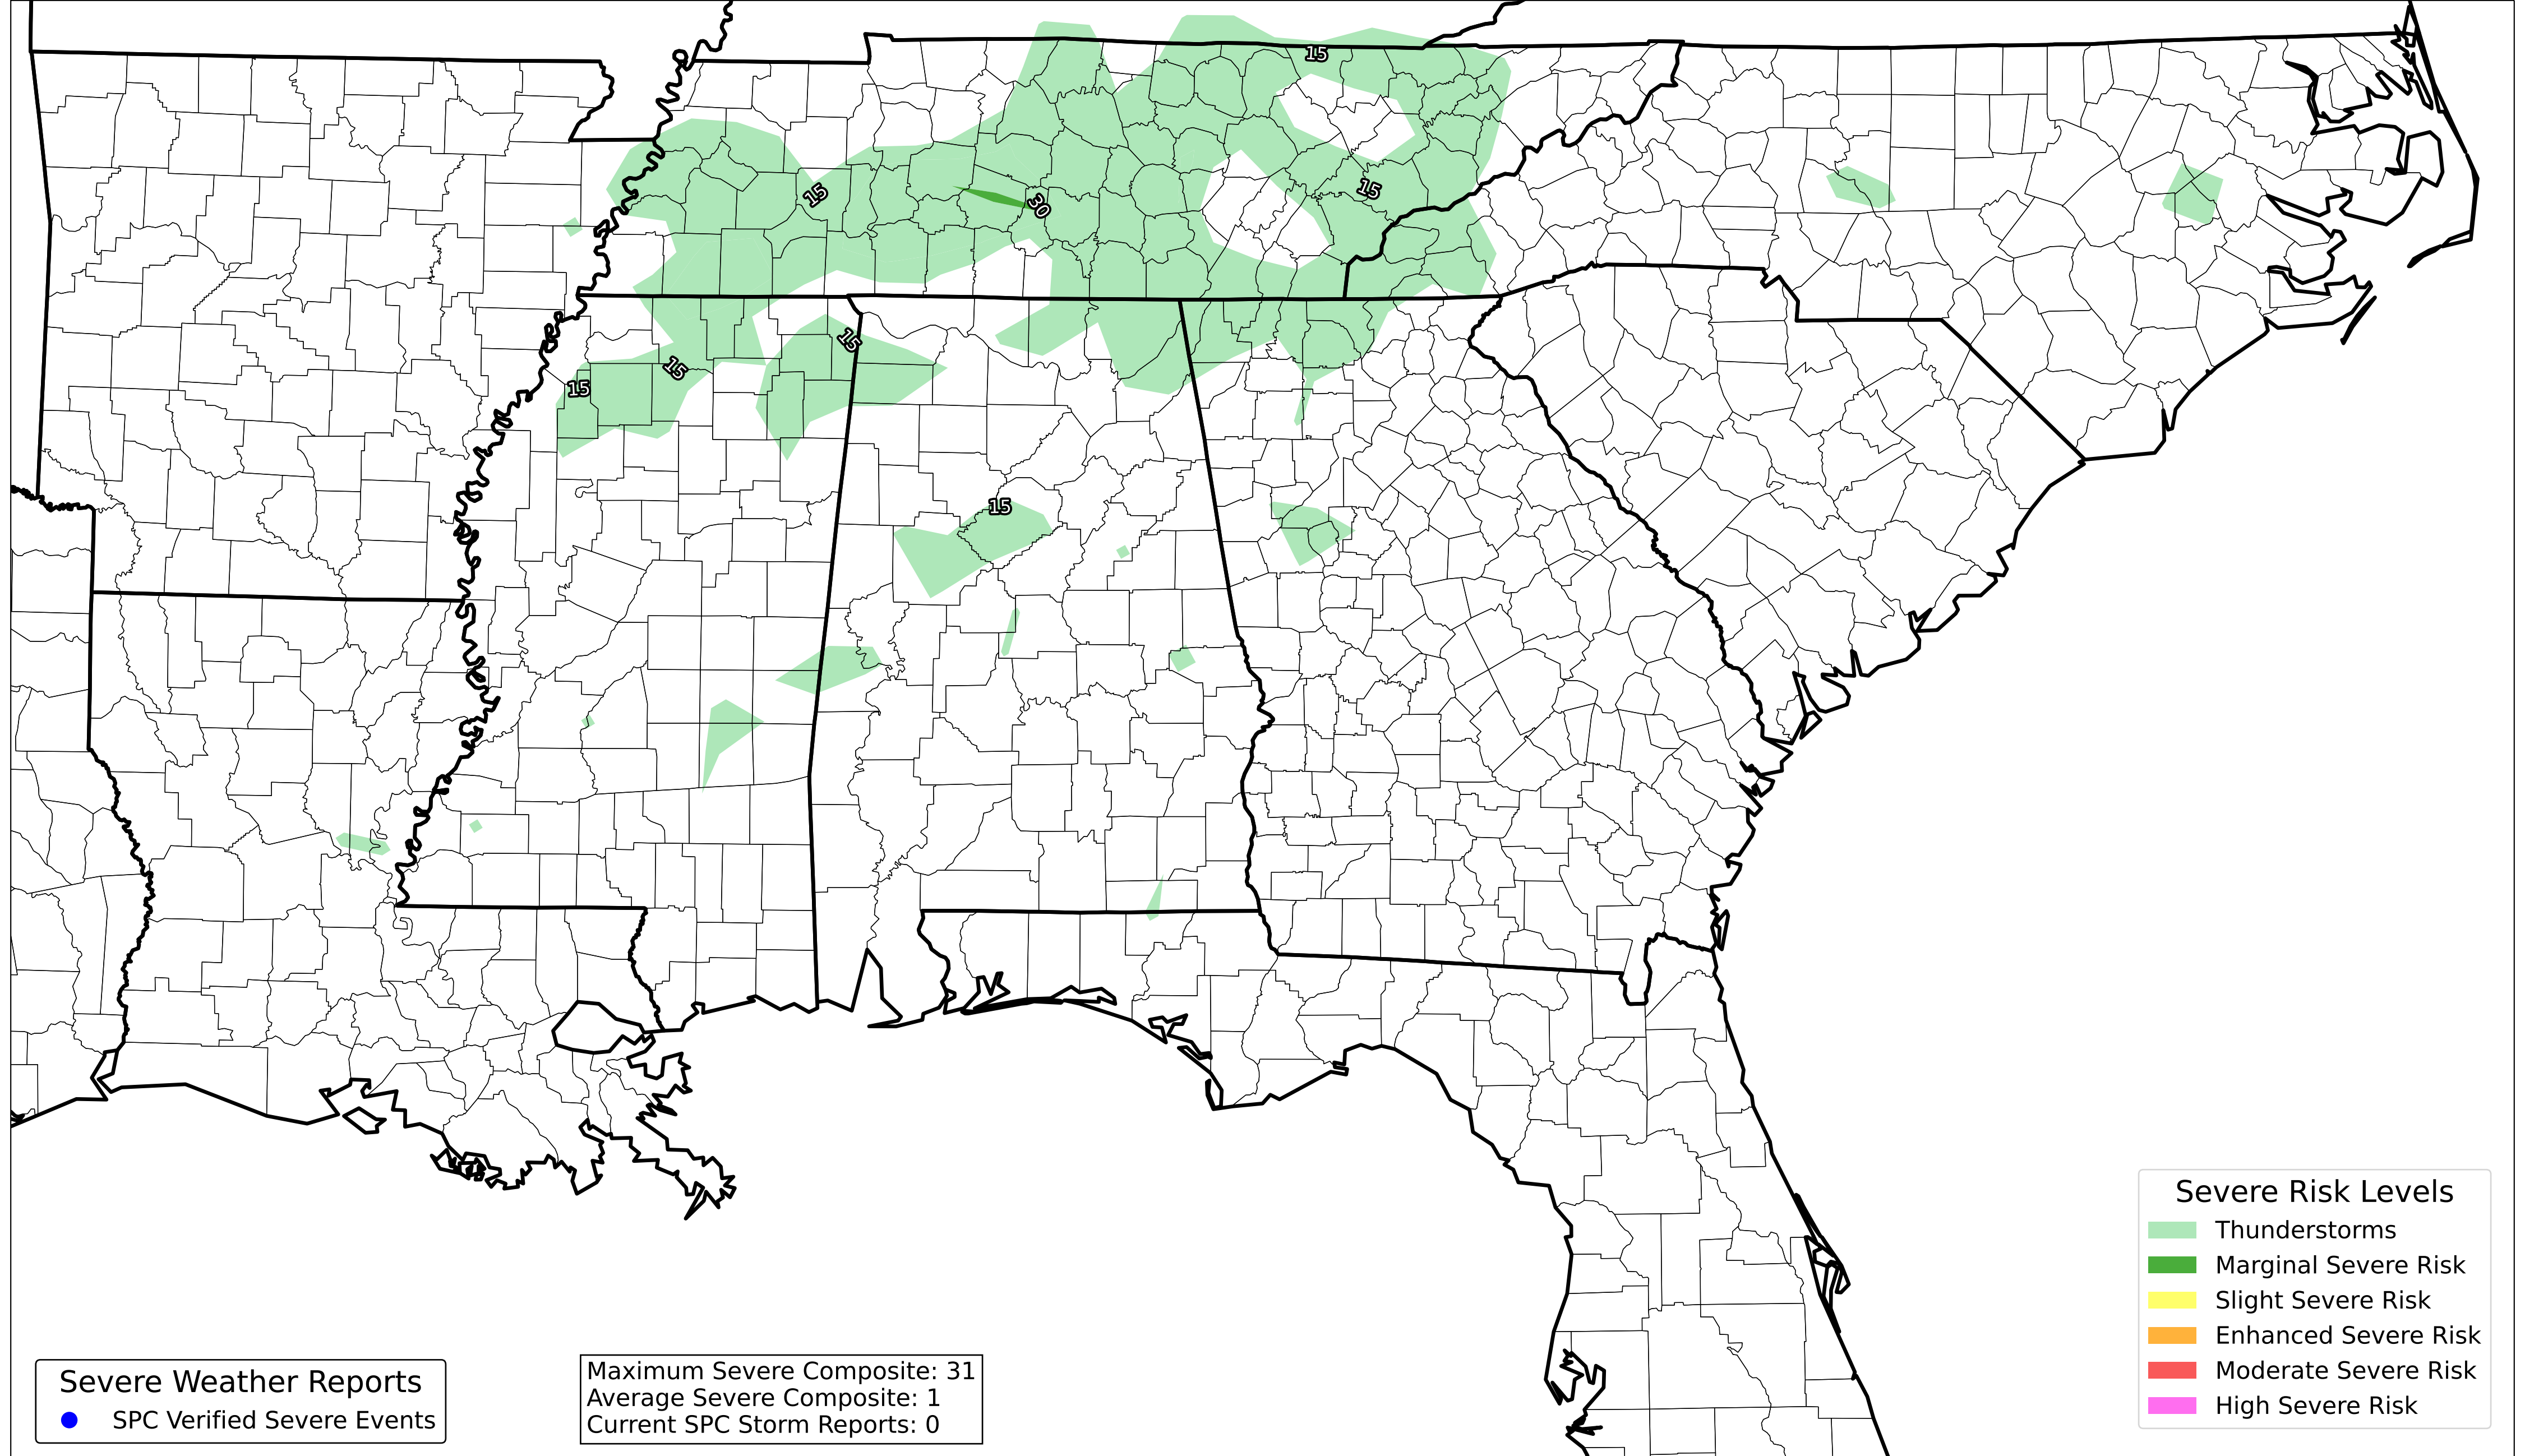 15
15
15
30
15
15
15
15
Severe Risk Levels
Thunderstorms
Marginal Severe Risk
Slight Severe Risk
Enhanced Severe Risk
Moderate Severe Risk
High Severe Risk
Severe Weather Reports
SPC Verified Severe Events
Maximum Severe Composite: 31
Average Severe Composite: 1
Current SPC Storm Reports: 0